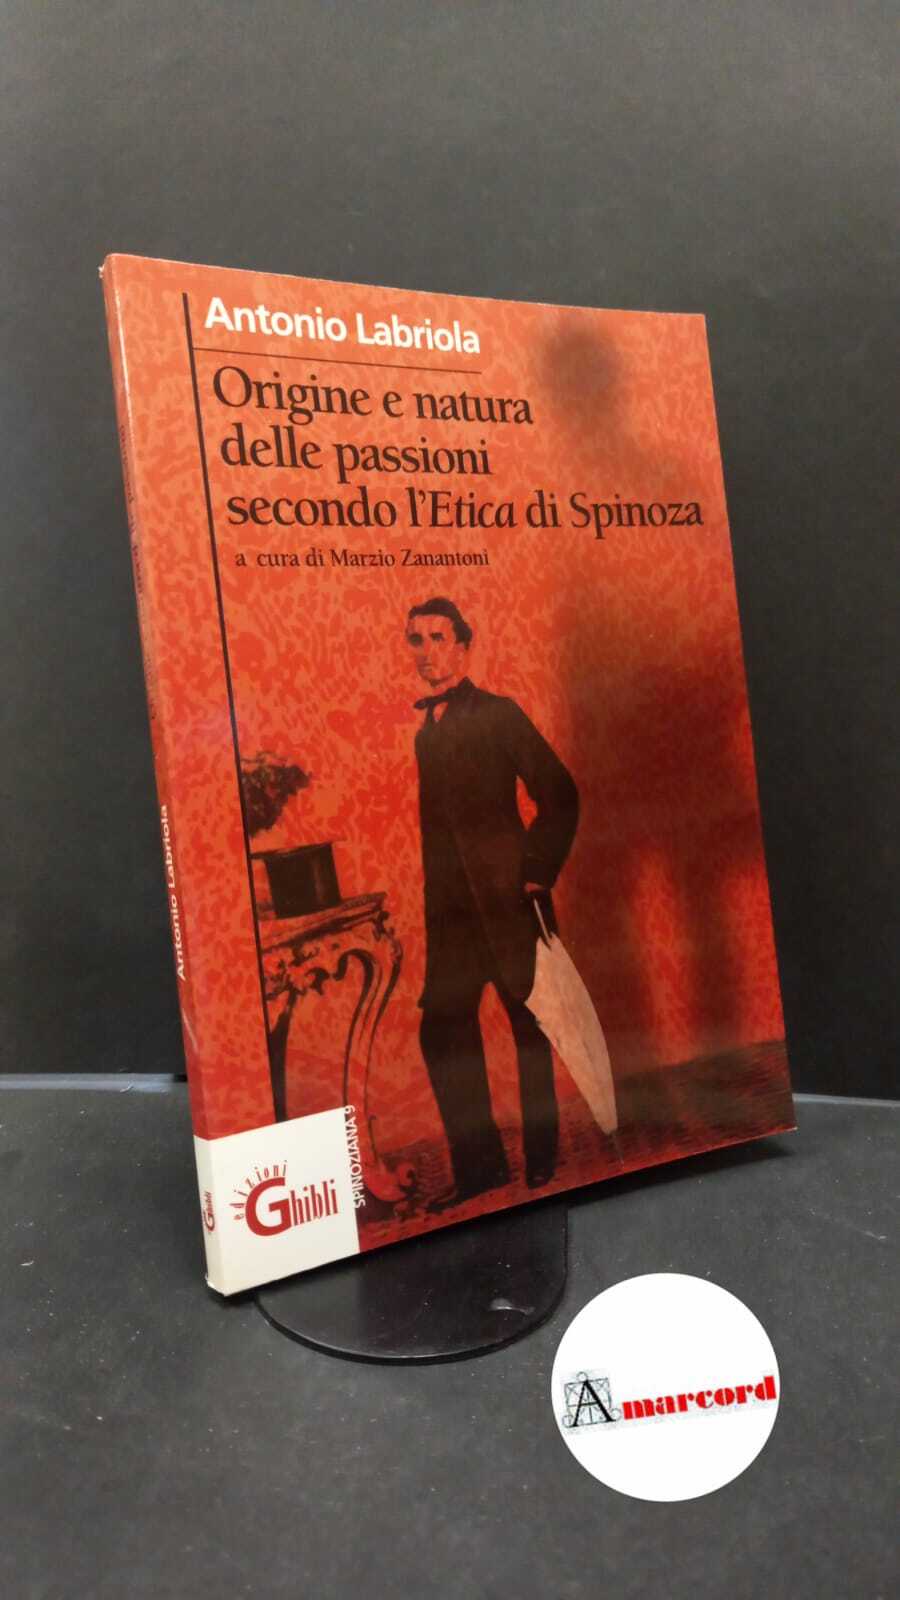 Antonio Labriola
Origine e natura
delle passioni
secondo l'Etica di Spinoza
a cura di Marzio Zanantoni
Antonio Labriola
edizioni
Ghibli
SPINOZIANA 9
Ghibli
Amarcord